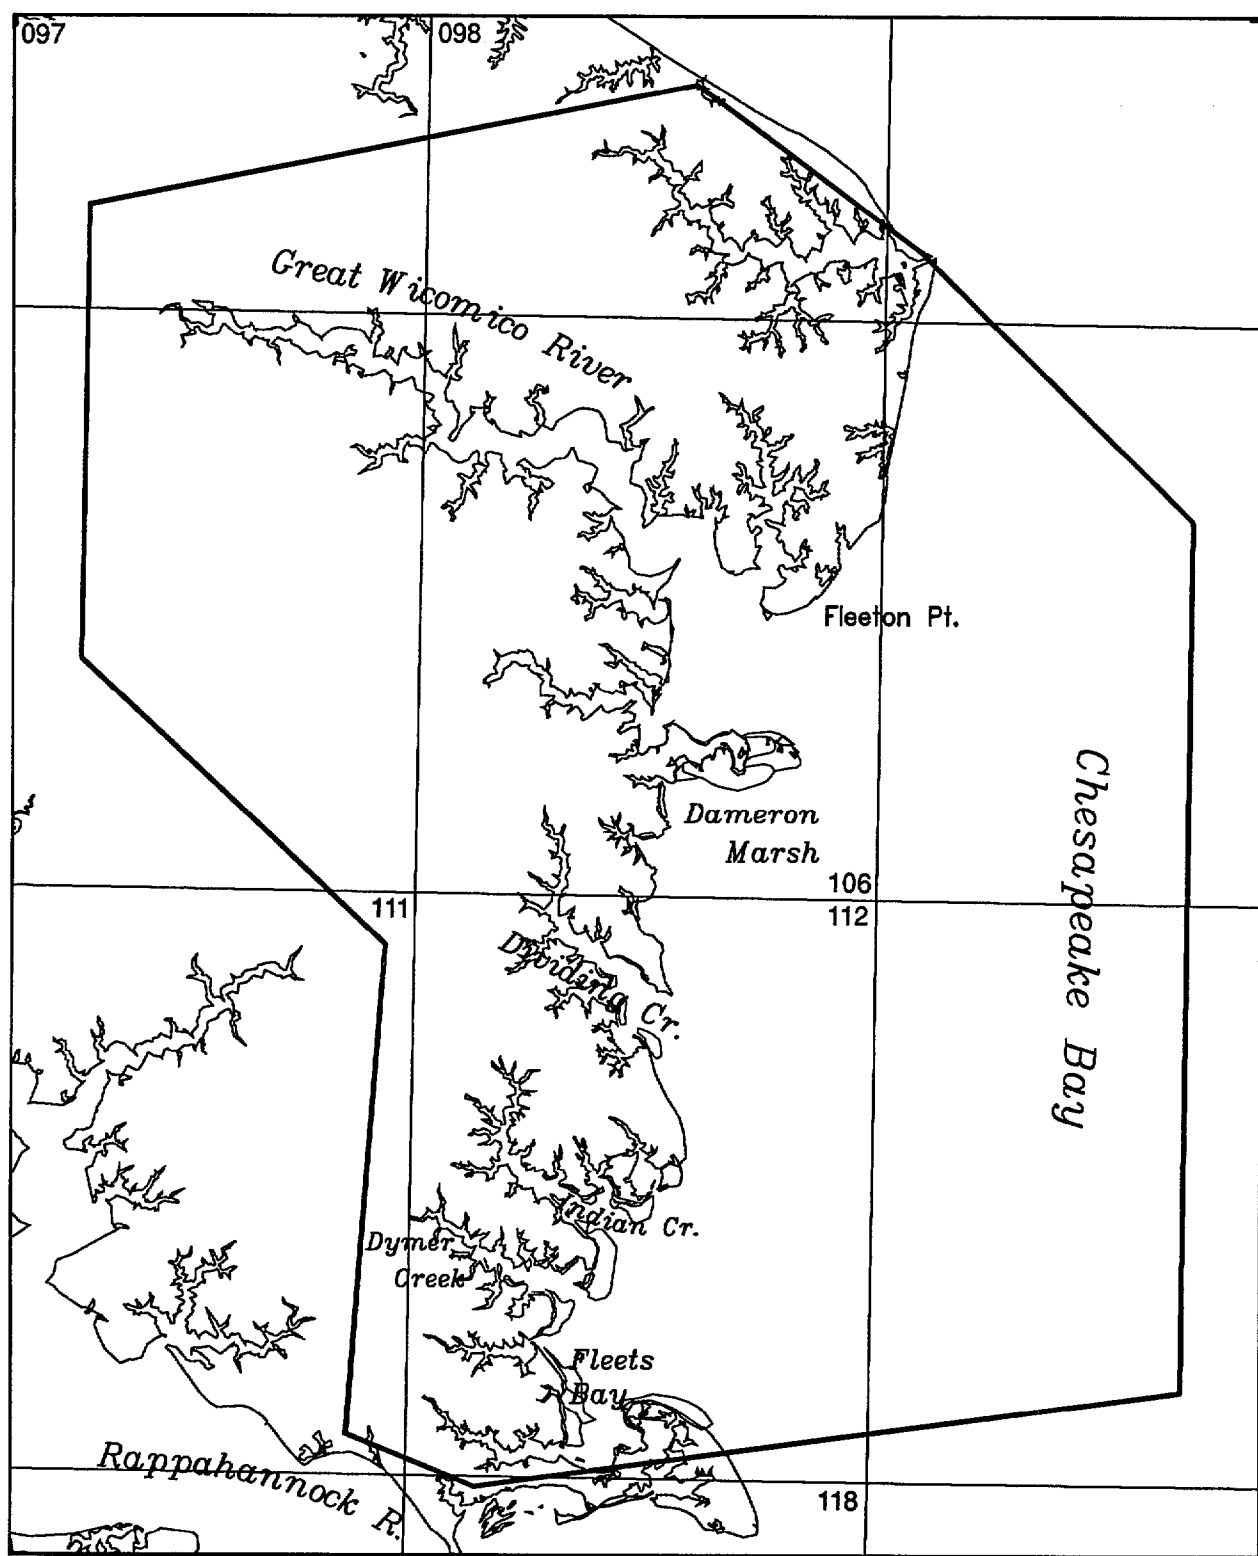 097
098
Great Wicomico River
Fleeton Pt.
Dameron
Marsh
Chesapeake Bay
106
111
112
Dividing Cr.
Indian Cr.
Dymer
Creek
Fleets
Bay
Rappahannock R.
118